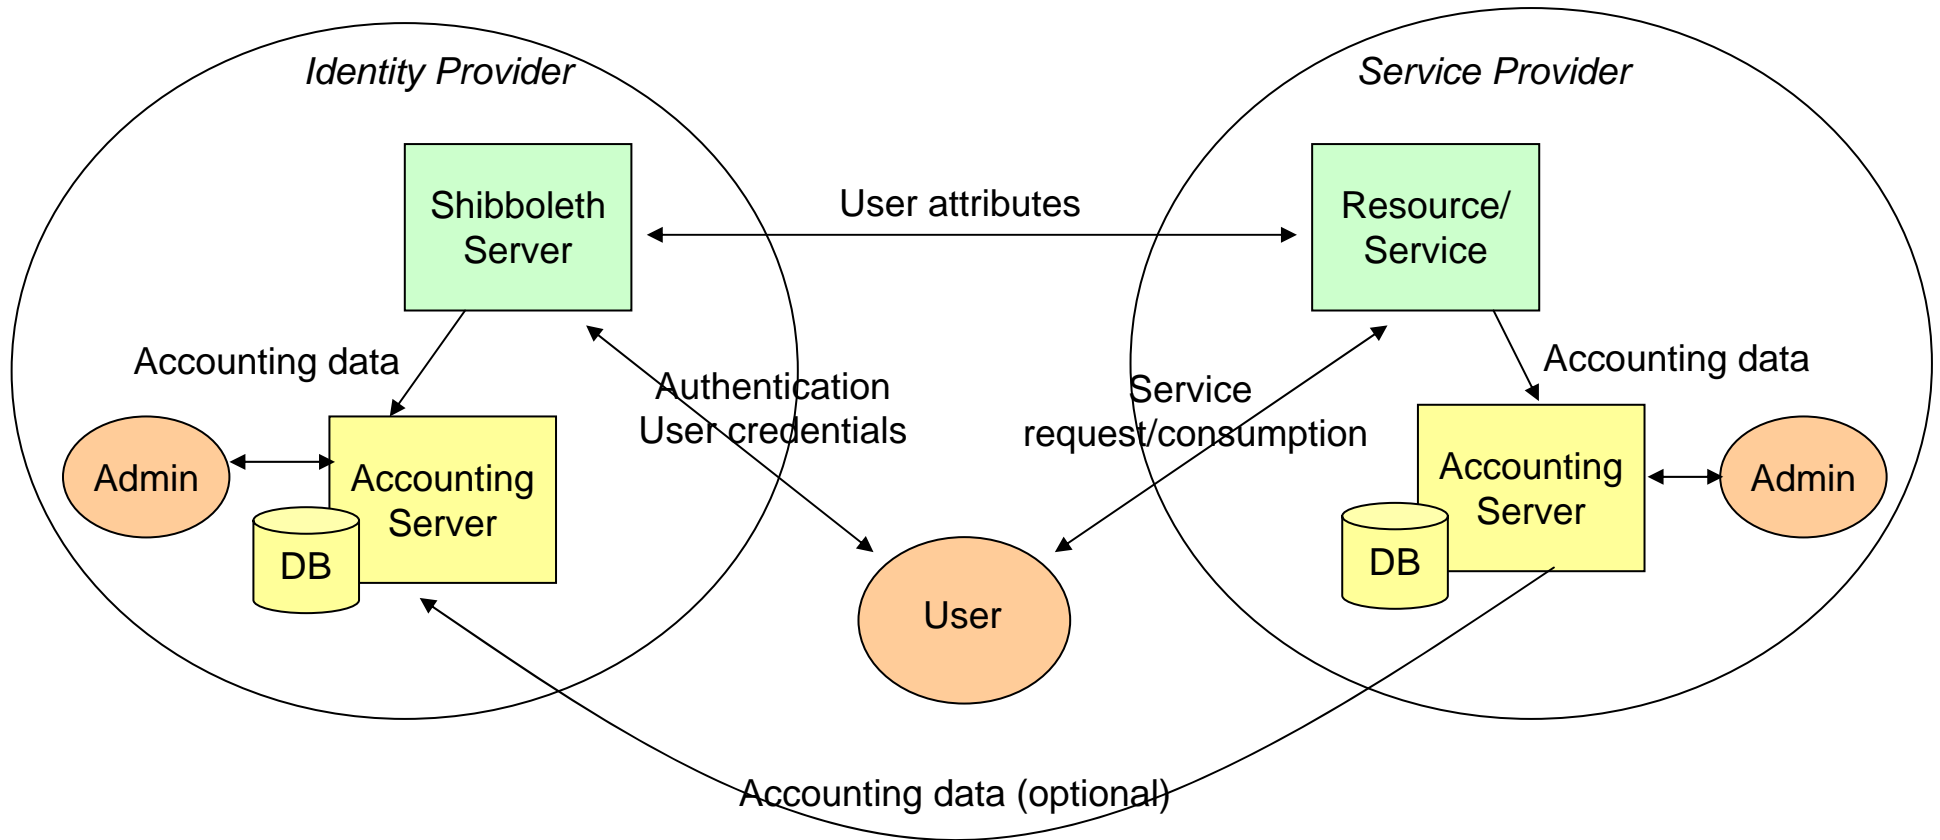 Identity Provider
Service Provider
Shibboleth
Server
User attributes
Resource/
Service
Accounting data
Accounting data
Authentication
User credentials
Service
request/consumption
Admin
Accounting
Server
DB
Accounting
Server
DB
Admin
User
Accounting data (optional)